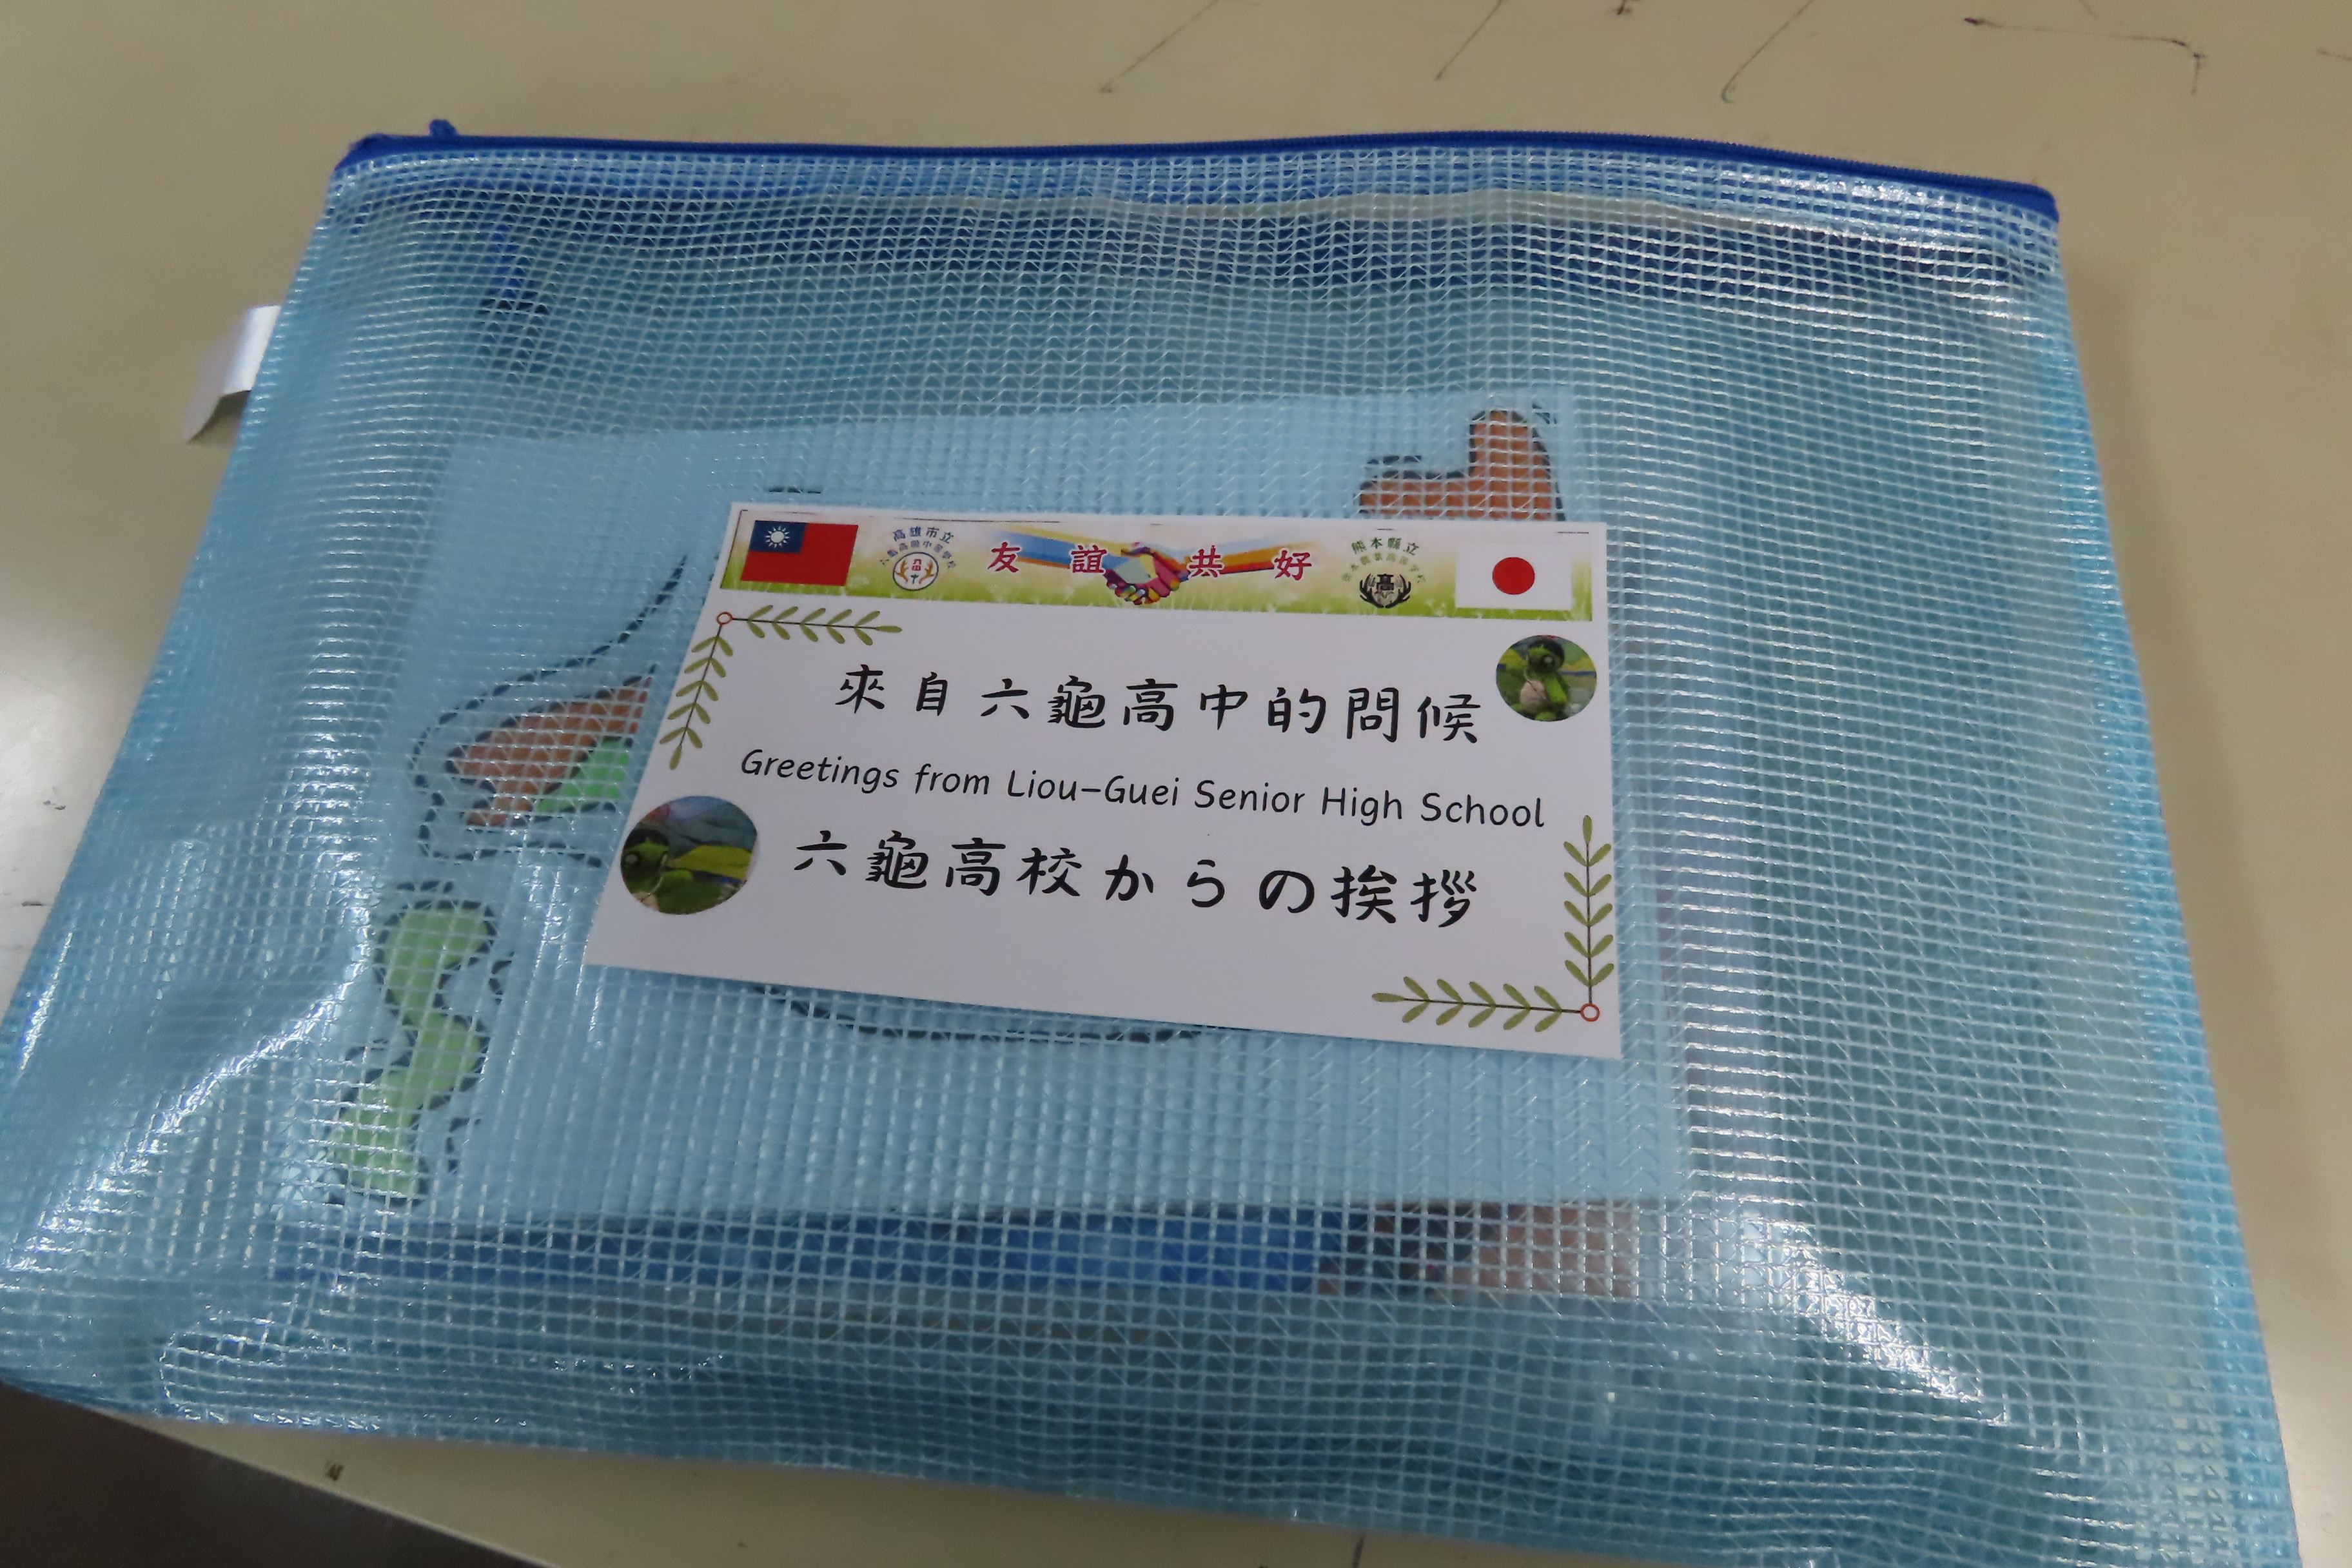 高雄市立
友誼共好
熊本縣立
來自六龜高中的問候
Greetings from Liou-Guei Senior High School
六龜高校からの挨拶